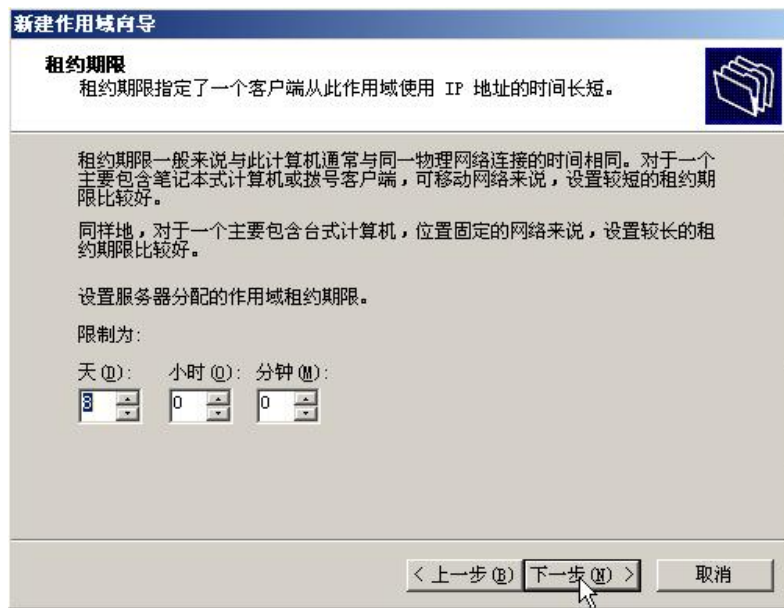 新建作用域向导
租约期限
租约期限指定了一个客户端从此作用域使用 IP 地址的时间长短。
租约期限一般来说与此计算机通常与同一物理网络连接的时间相同。对于一个
主要包含笔记本式计算机或拨号客户端，可移动网络来说，设置较短的租约期
限比较好。
同样地，对于一个主要包含台式计算机，位置固定的网络来说，设置较长的租
约期限比较好。
设置服务器分配的作用域租约期限。
限制为:
天(D): 小时(O): 分钟(M):
8 0 0
< 上一步(B) 下一步(N) > 取消